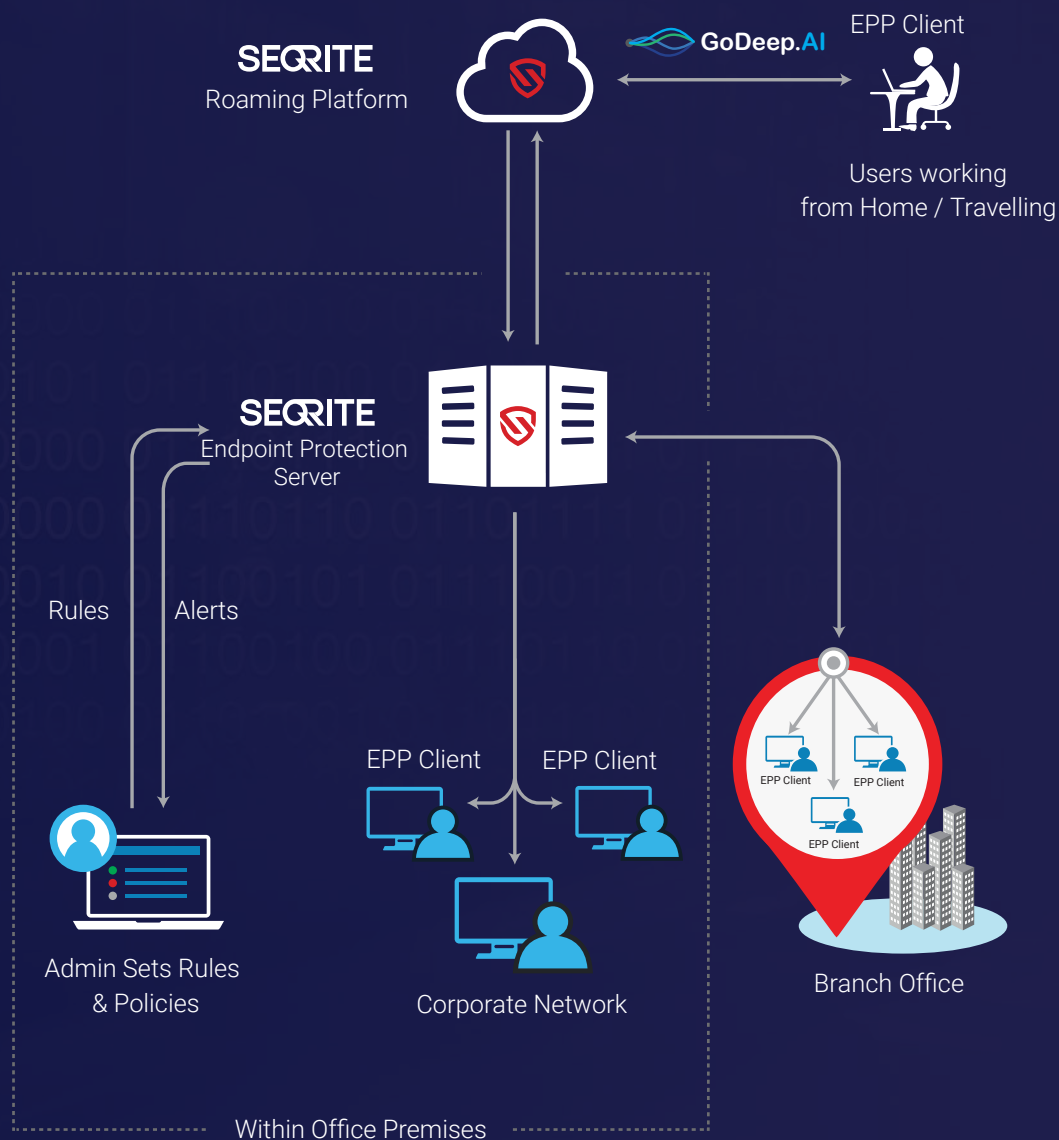 SEQRITE
Roaming Platform
GoDeep.AI
EPP Client
Users working
from Home / Travelling
SEQRITE
Endpoint Protection
Server
Rules
Alerts
EPP Client
EPP Client
EPP Client
EPP Client
EPP Client
Admin Sets Rules
& Policies
Corporate Network
Branch Office
Within Office Premises